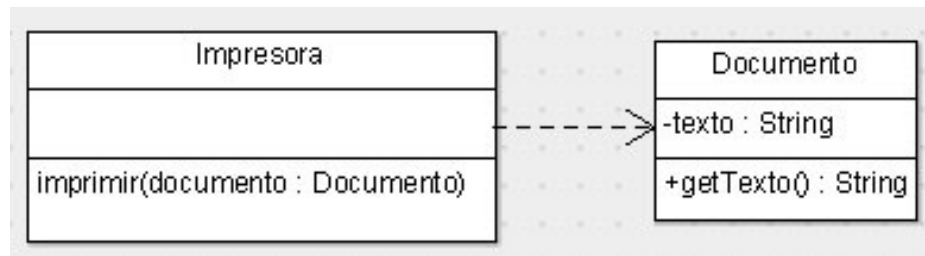 Impresora
imprimir(documento : Documento)
Documento
-texto : String
+getTexto() : String